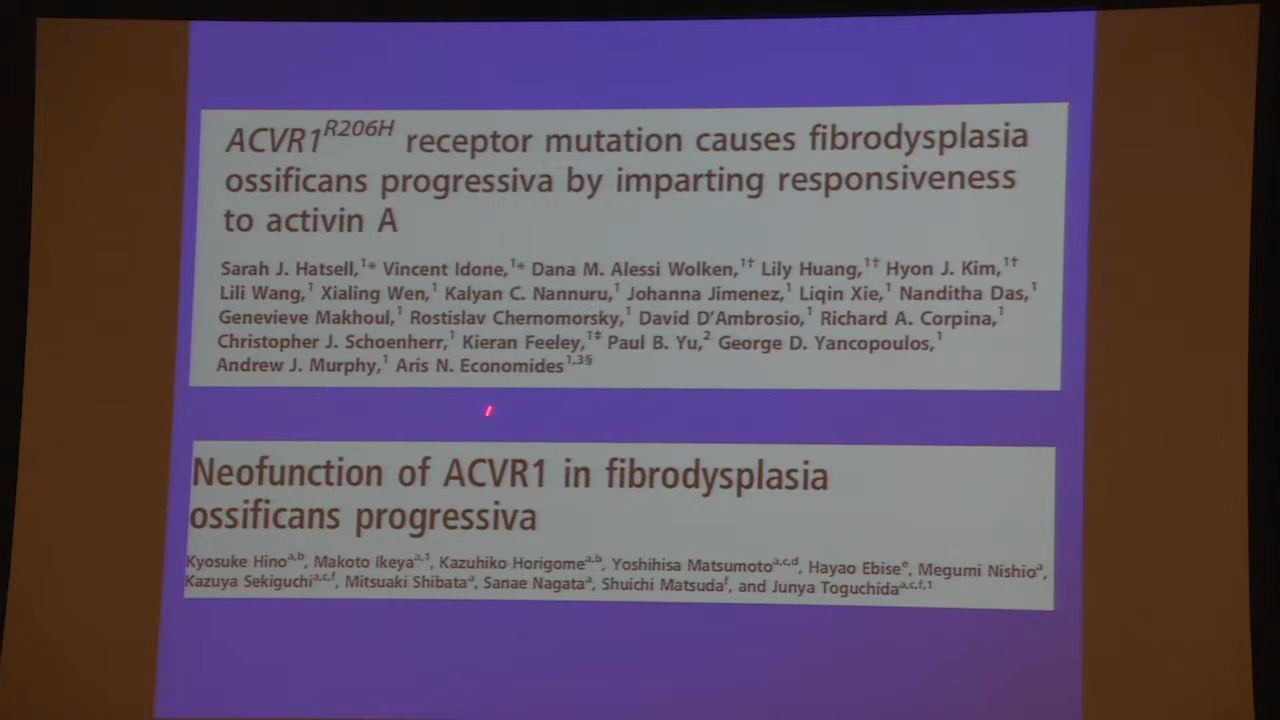 ACVR1R206H receptor mutation causes fibrodysplasia
ossificans progressiva by imparting responsiveness
to activin A
Sarah J. Hatsell,1* Vincent Idone,1* Dana M. Alessi Wolken,1† Lily Huang,1† Hyon J. Kim,1†
Lili Wang,1 Xialing Wen,1 Kalyan C. Nannuru,1 Johanna Jimenez,1 Liqin Xie,1 Nanditha Das,1
Genevieve Makhoul,1 Rostislav Chernomorsky,1 David D'Ambrosio,1 Richard A. Corpina,1
Christopher J. Schoenherr,1 Kieran Feeley,1‡ Paul B. Yu,2 George D. Yancopoulos,1
Andrew J. Murphy,1 Aris N. Economides1,3§
Neofunction of ACVR1 in fibrodysplasia
ossificans progressiva
Kyosuke Hinoa,b, Makoto Ikeyaa,1, Kazuhiko Horigomea,b, Yoshihisa Matsumotoa,c,d, Hayao Ebisee, Megumi Nishioa,
Kazuya Sekiguchia,c,f, Mitsuaki Shibataa, Sanae Nagataa, Shuichi Matsudaf, and Junya Toguchidaa,c,f,1